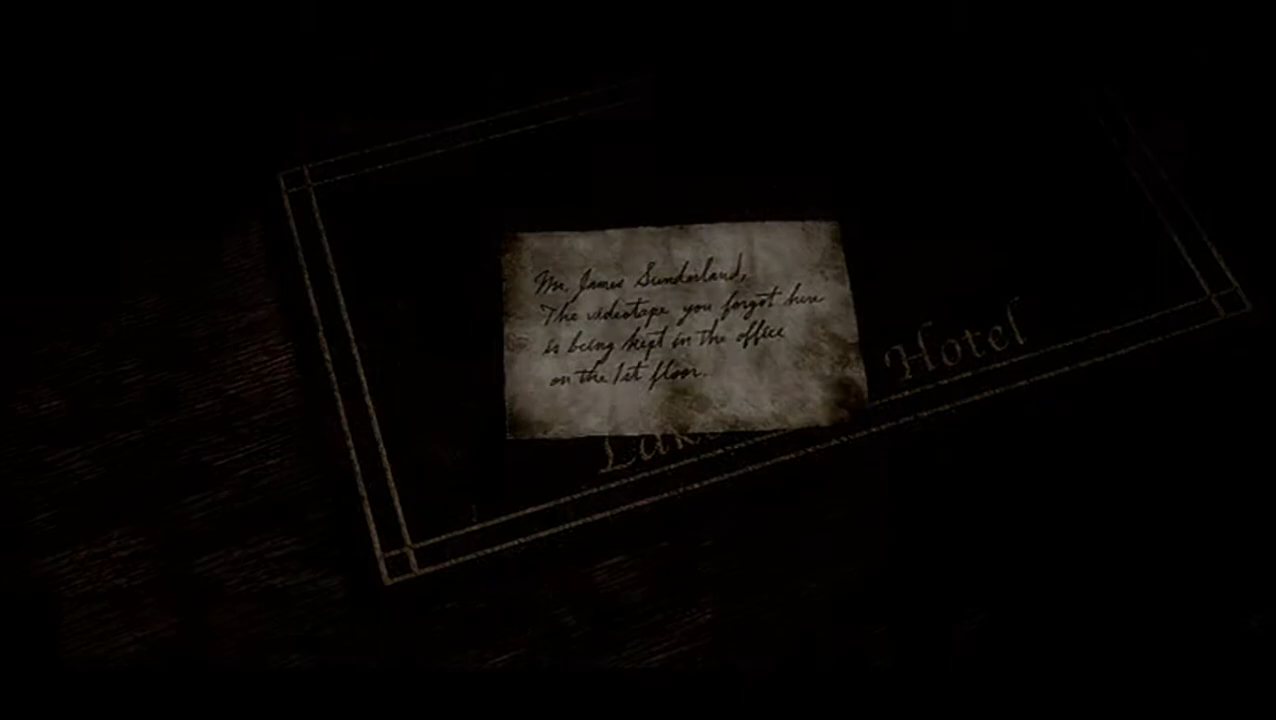 Mr. James Sunderland,
The videotape you forgot here
is being kept in the office
on the 1st floor.
Hotel